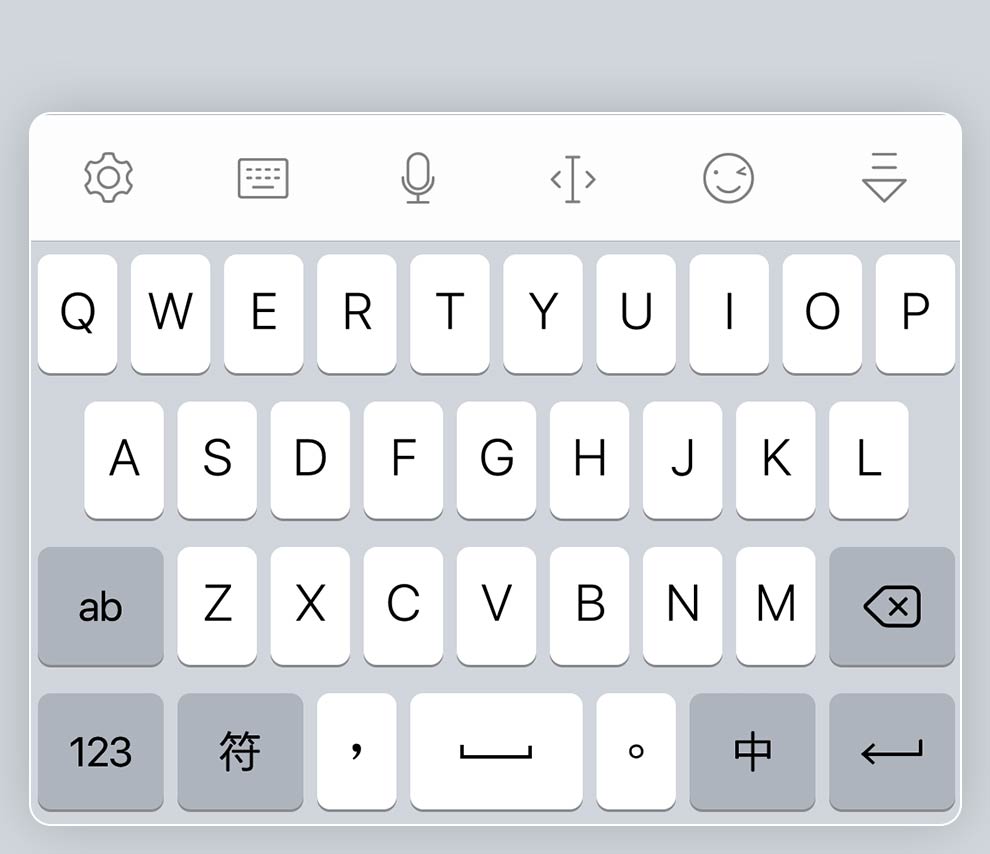 Q W E R T Y U I O P
A S D F G H J K L
ab Z X C V B N M
123 符 , 。 中